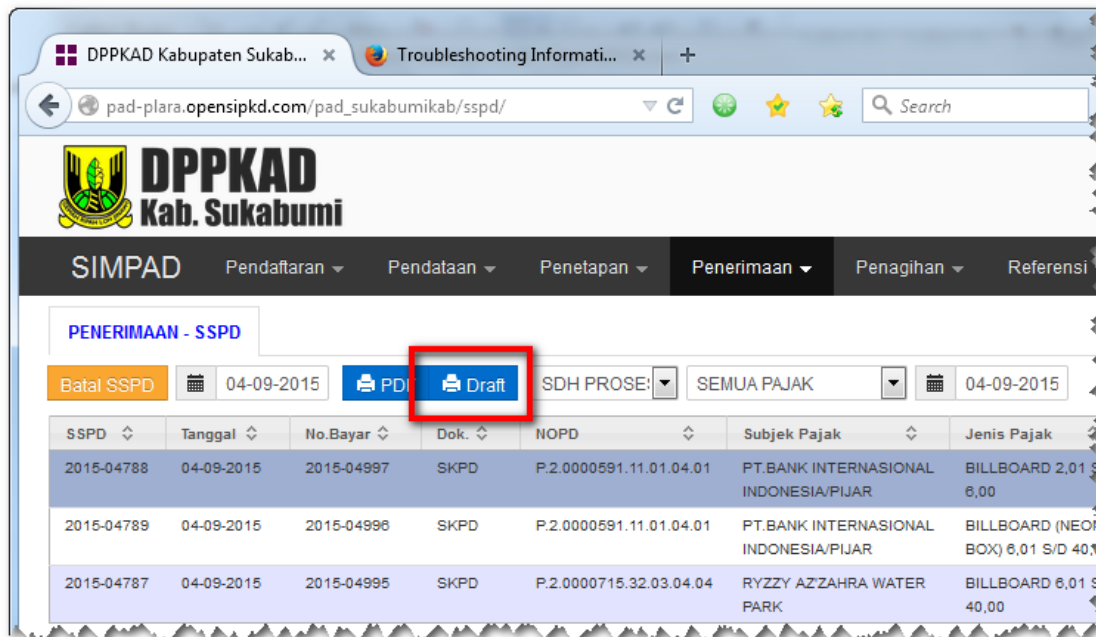 DPPKAD Kabupaten Sukab... × Troubleshooting Informati... × +
pad-plara.opensipkd.com/pad_sukabumikab/sspd/ Search
DPPKAD
Kab. Sukabumi
SIMPAD Pendaftaran Pendataan Penetapan Penerimaan Penagihan Referensi
PENERIMAAN - SSPD
Batal SSPD 04-09-2015 PDF Draft SDH PROSE: SEMUA PAJAK 04-09-2015
SSPD Tanggal No.Bayar Dok. NOPD Subjek Pajak Jenis Pajak
2015-04788 04-09-2015 2015-04997 SKPD P.2.0000591.11.01.04.01 PT.BANK INTERNASIONAL BILLBOARD 2,01 S
INDONESIA/PIJAR 6,00
2015-04789 04-09-2015 2015-04996 SKPD P.2.0000591.11.01.04.01 PT.BANK INTERNASIONAL BILLBOARD (NEON
INDONESIA/PIJAR BOX) 6,01 S/D 40,
2015-04787 04-09-2015 2015-04995 SKPD P.2.0000715.32.03.04.04 RYZZY AZ'ZAHRA WATER BILLBOARD 6,01 S
PARK 40,00